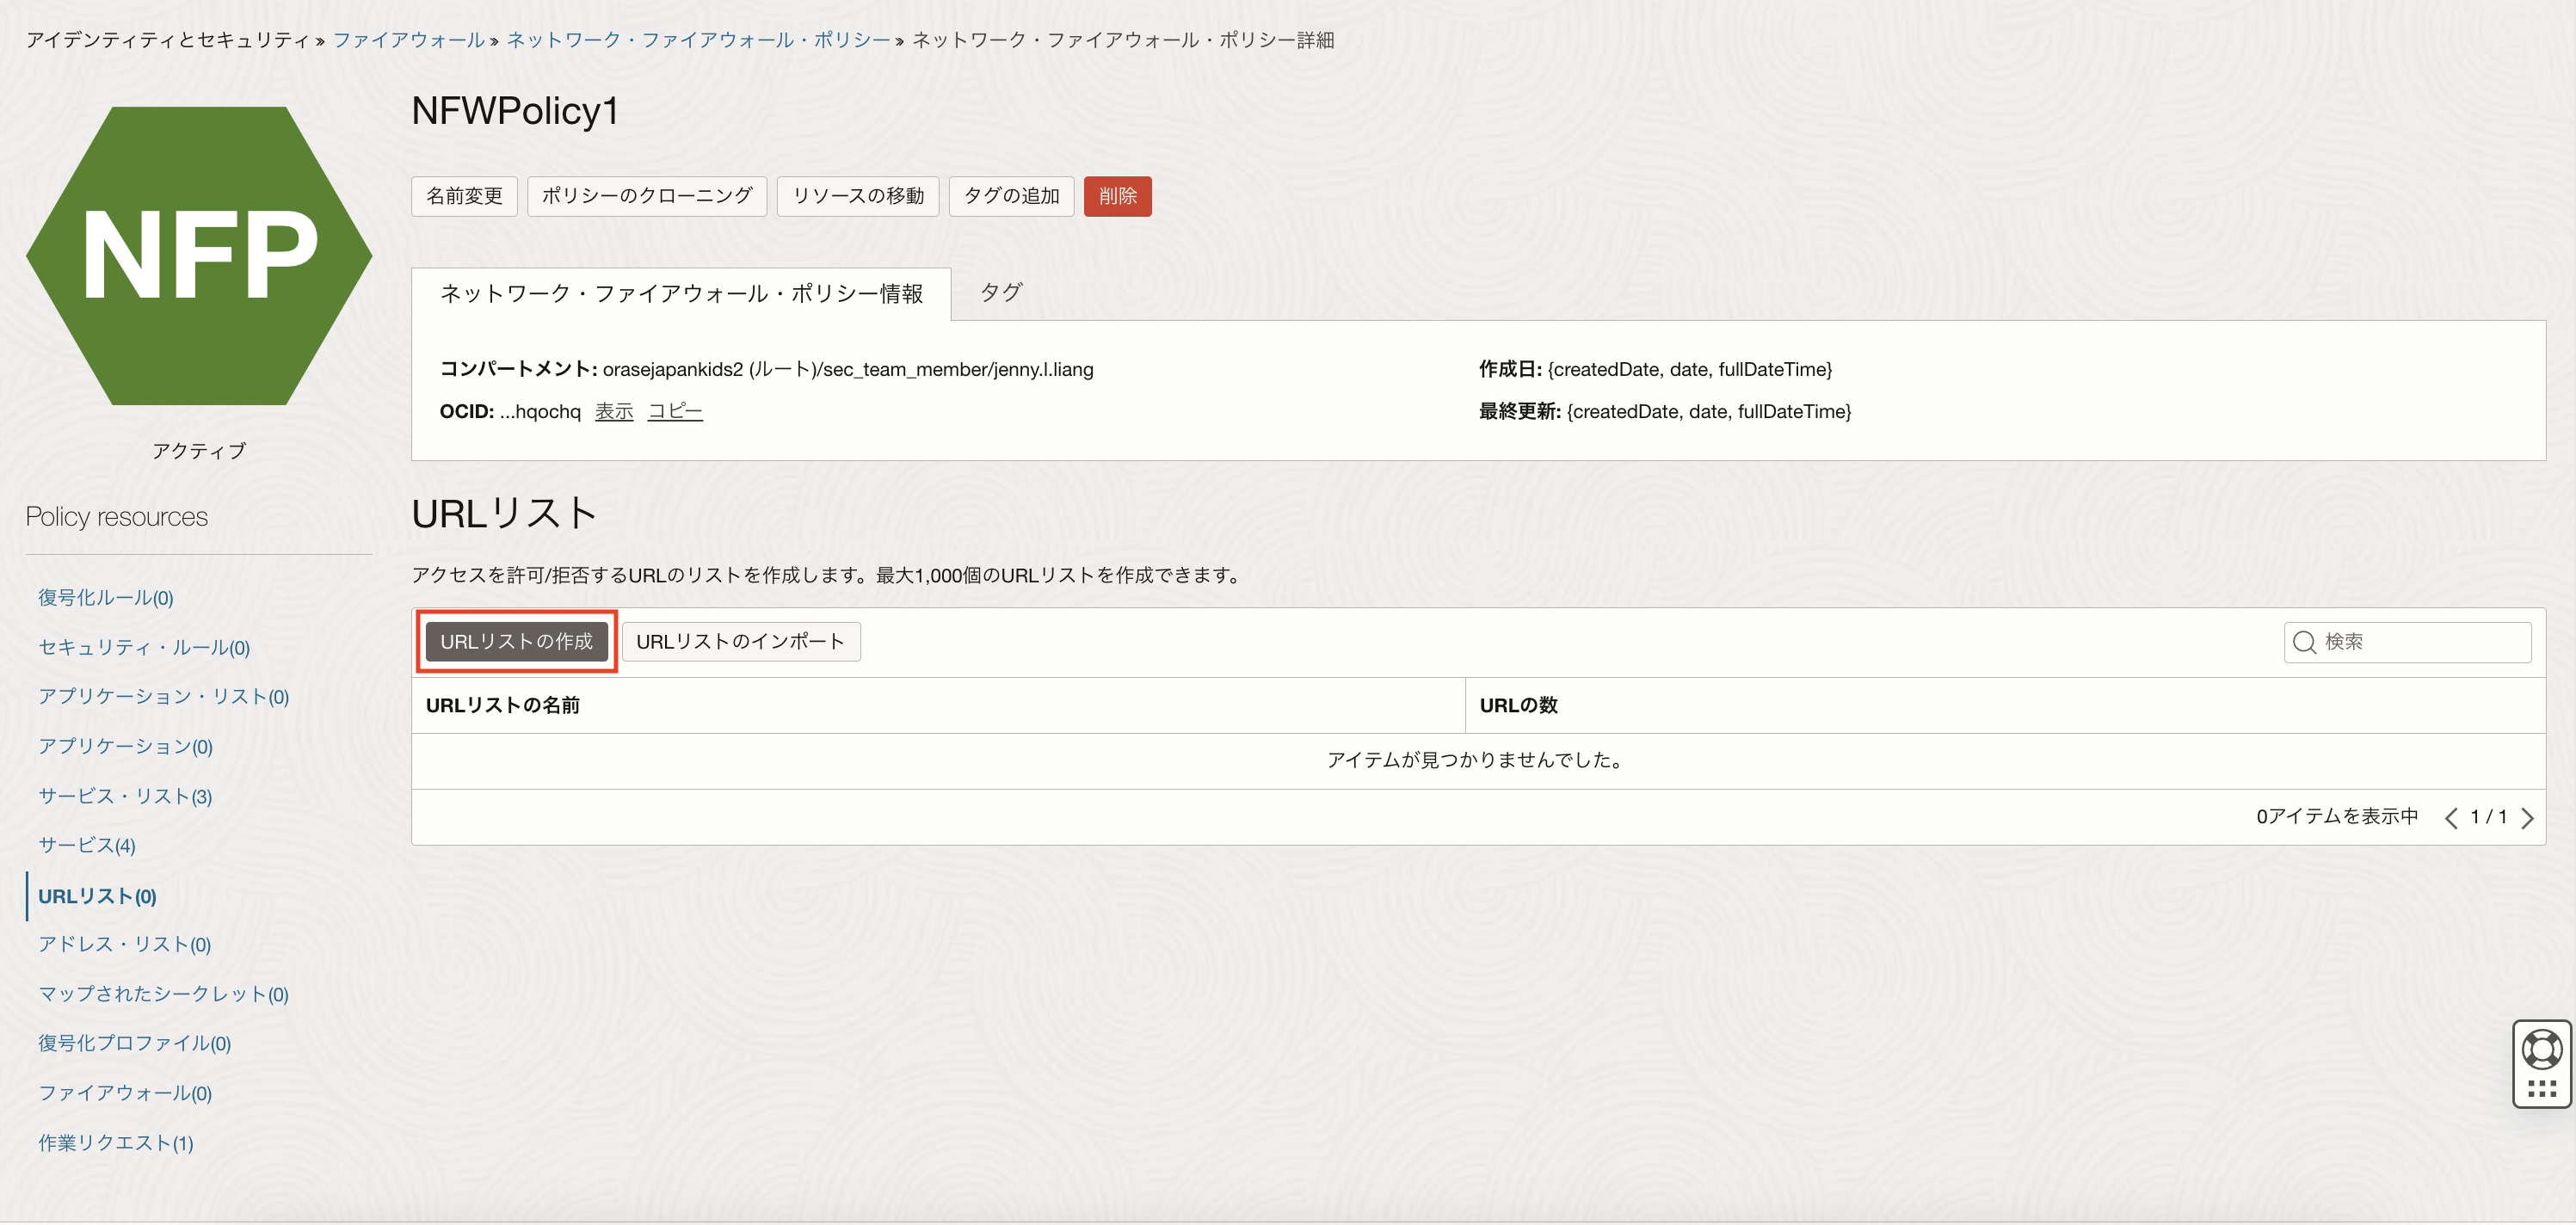 アイデンティティとセキュリティ » ファイアウォール » ネットワーク・ファイアウォール・ポリシー » ネットワーク・ファイアウォール・ポリシー詳細
NFP
アクティブ
NFWPolicy1
名前変更 ポリシーのクローニング リソースの移動 タグの追加 削除
ネットワーク・ファイアウォール・ポリシー情報 タグ
コンパートメント: orasejapankids2 (ルート)/sec_team_member/jenny.l.liang
OCID: ...hqochq 表示 コピー
作成日: {createdDate, date, fullDateTime}
最終更新: {createdDate, date, fullDateTime}
Policy resources
復号化ルール(0)
セキュリティ・ルール(0)
アプリケーション・リスト(0)
アプリケーション(0)
サービス・リスト(3)
サービス(4)
URLリスト(0)
アドレス・リスト(0)
マップされたシークレット(0)
復号化プロファイル(0)
ファイアウォール(0)
作業リクエスト(1)
URLリスト
アクセスを許可/拒否するURLのリストを作成します。最大1,000個のURLリストを作成できます。
URLリストの作成 URLリストのインポート 検索
URLリストの名前 URLの数
アイテムが見つかりませんでした。
0アイテムを表示中 1 / 1